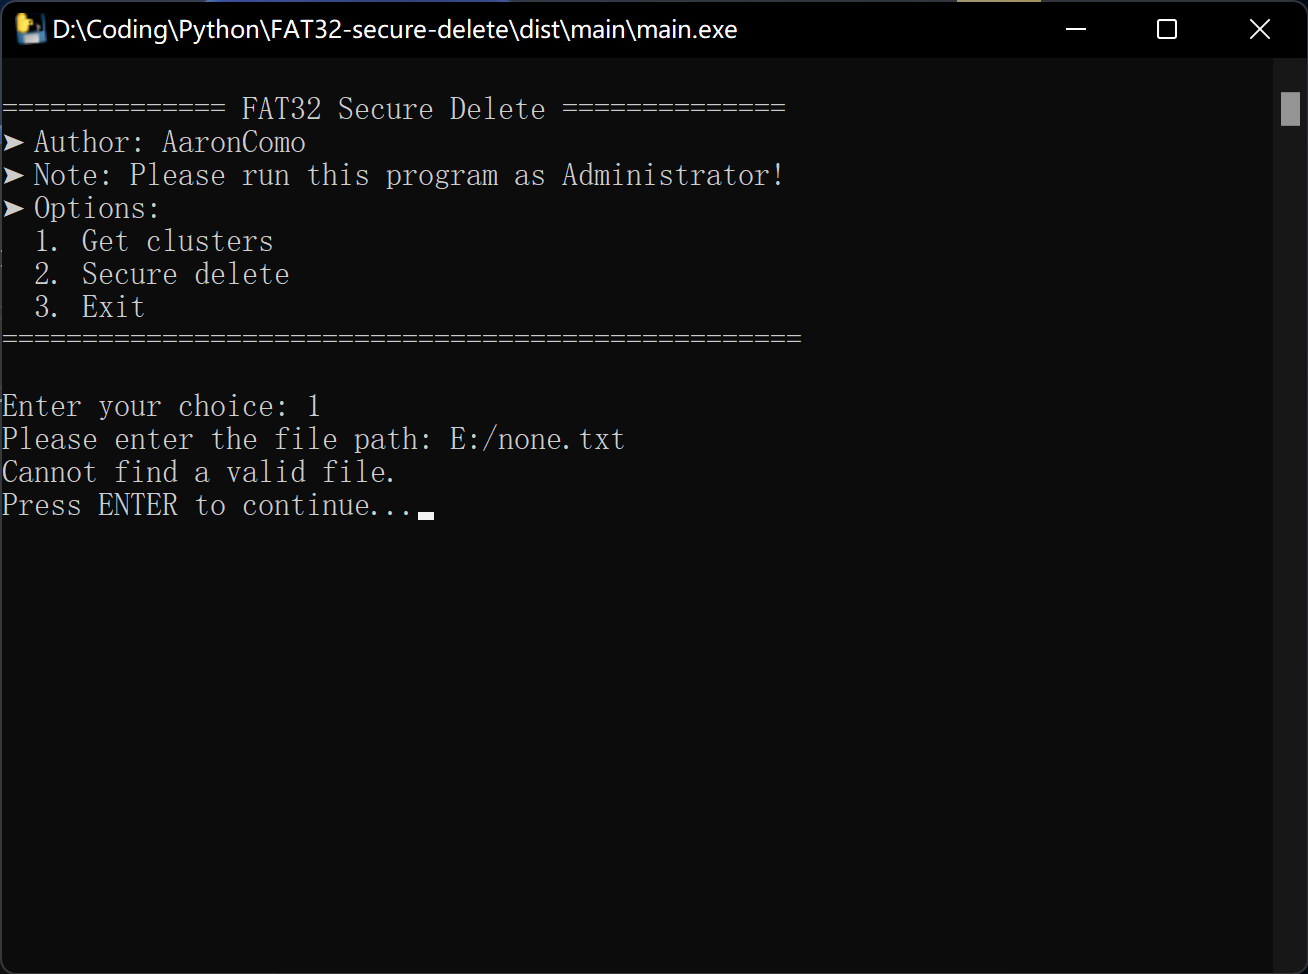 D:\Coding\Python\FAT32-secure-delete\dist\main\main.exe
============== FAT32 Secure Delete ==============
➤ Author: AaronComo
➤ Note: Please run this program as Administrator!
➤ Options:
1. Get clusters
2. Secure delete
3. Exit
==================================================
Enter your choice: 1
Please enter the file path: E:/none.txt
Cannot find a valid file.
Press ENTER to continue...